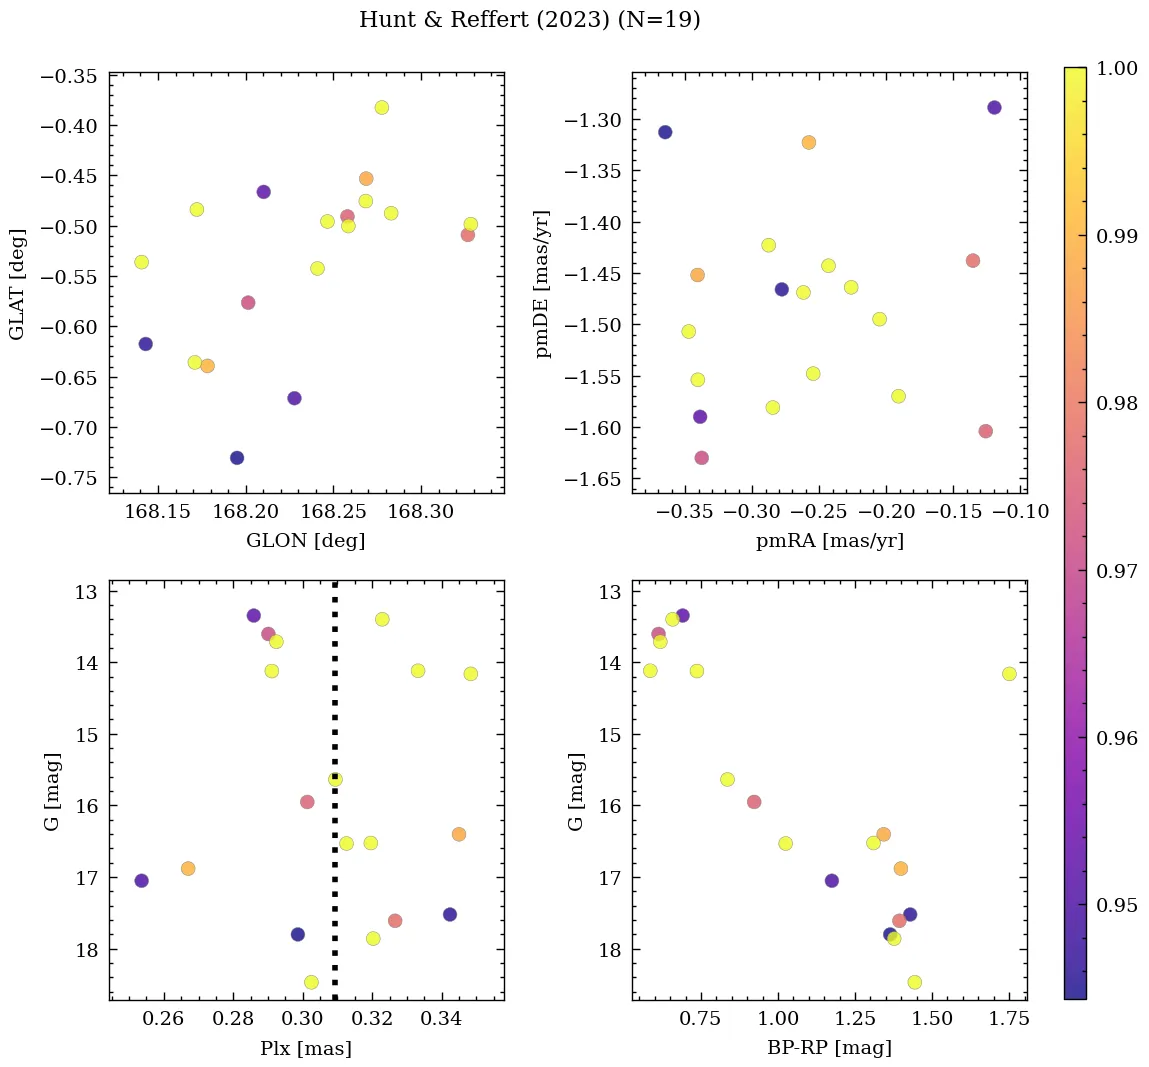 Hunt & Reffert (2023) (N=19)
−0.35
−0.40
−0.45
−0.50
−0.55
−0.60
−0.65
−0.70
−0.75
GLAT [deg]
168.15 168.20 168.25 168.30
GLON [deg]
−1.30
−1.35
−1.40
−1.45
−1.50
−1.55
−1.60
−1.65
pmDE [mas/yr]
−0.35 −0.30 −0.25 −0.20 −0.15 −0.10
pmRA [mas/yr]
13
14
15
16
17
18
G [mag]
0.26 0.28 0.30 0.32 0.34
Plx [mas]
13
14
15
16
17
18
G [mag]
0.75 1.00 1.25 1.50 1.75
BP-RP [mag]
1.00
0.99
0.98
0.97
0.96
0.95